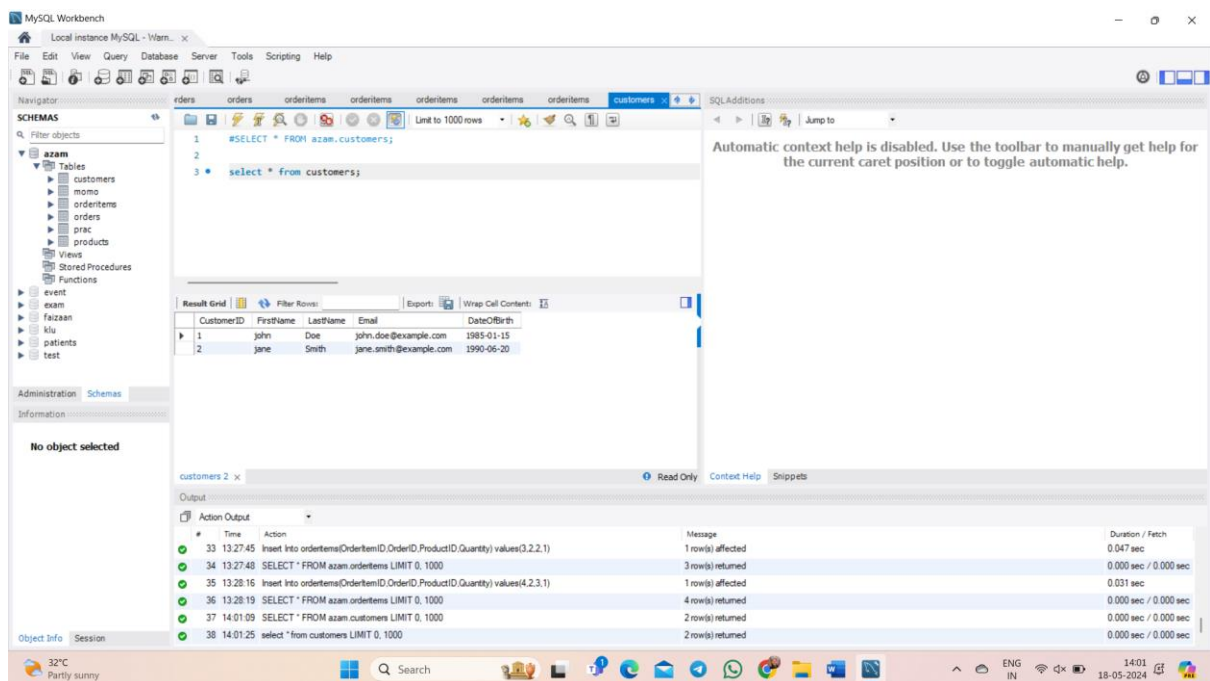 MySQL Workbench
Local instance MySQL - Warn...
File Edit View Query Database Server Tools Scripting Help
Navigator
rders orders orderitems orderitems orderitems orderitems orderitems customers
SQLAdditions
SCHEMAS
Limit to 1000 rows
Jump to
Filter objects
azam
Tables
customers
momo
orderitems
orders
prac
products
Views
Stored Procedures
Functions
event
exam
faizaan
klu
patients
test
1 #SELECT * FROM azam.customers;
2
3 select * from customers;
Automatic context help is disabled. Use the toolbar to manually get help for
the current caret position or to toggle automatic help.
Result Grid Filter Rows: Export: Wrap Cell Content:
CustomerID FirstName LastName Email DateOfBirth
1 john Doe john.doe@example.com 1985-01-15
2 jane Smith jane.smith@example.com 1990-06-20
Administration Schemas
Information
No object selected
customers 2
Read Only
Context Help Snippets
Output
Action Output
# Time Action Message Duration / Fetch
33 13:27:45 Insert Into orderitems(OrderItemID,OrderID,ProductID,Quantity) values(3,2,2,1) 1 row(s) affected 0.047 sec
34 13:27:48 SELECT * FROM azam.orderitems LIMIT 0, 1000 3 row(s) returned 0.000 sec / 0.000 sec
35 13:28:16 Insert Into orderitems(OrderItemID,OrderID,ProductID,Quantity) values(4,2,3,1) 1 row(s) affected 0.031 sec
36 13:28:19 SELECT * FROM azam.orderitems LIMIT 0, 1000 4 row(s) returned 0.000 sec / 0.000 sec
37 14:01:09 SELECT * FROM azam.customers LIMIT 0, 1000 2 row(s) returned 0.000 sec / 0.000 sec
38 14:01:25 select * from customers LIMIT 0, 1000 2 row(s) returned 0.000 sec / 0.000 sec
Object Info Session
32°C
Partly sunny
Search
ENG
IN
14:01
18-05-2024